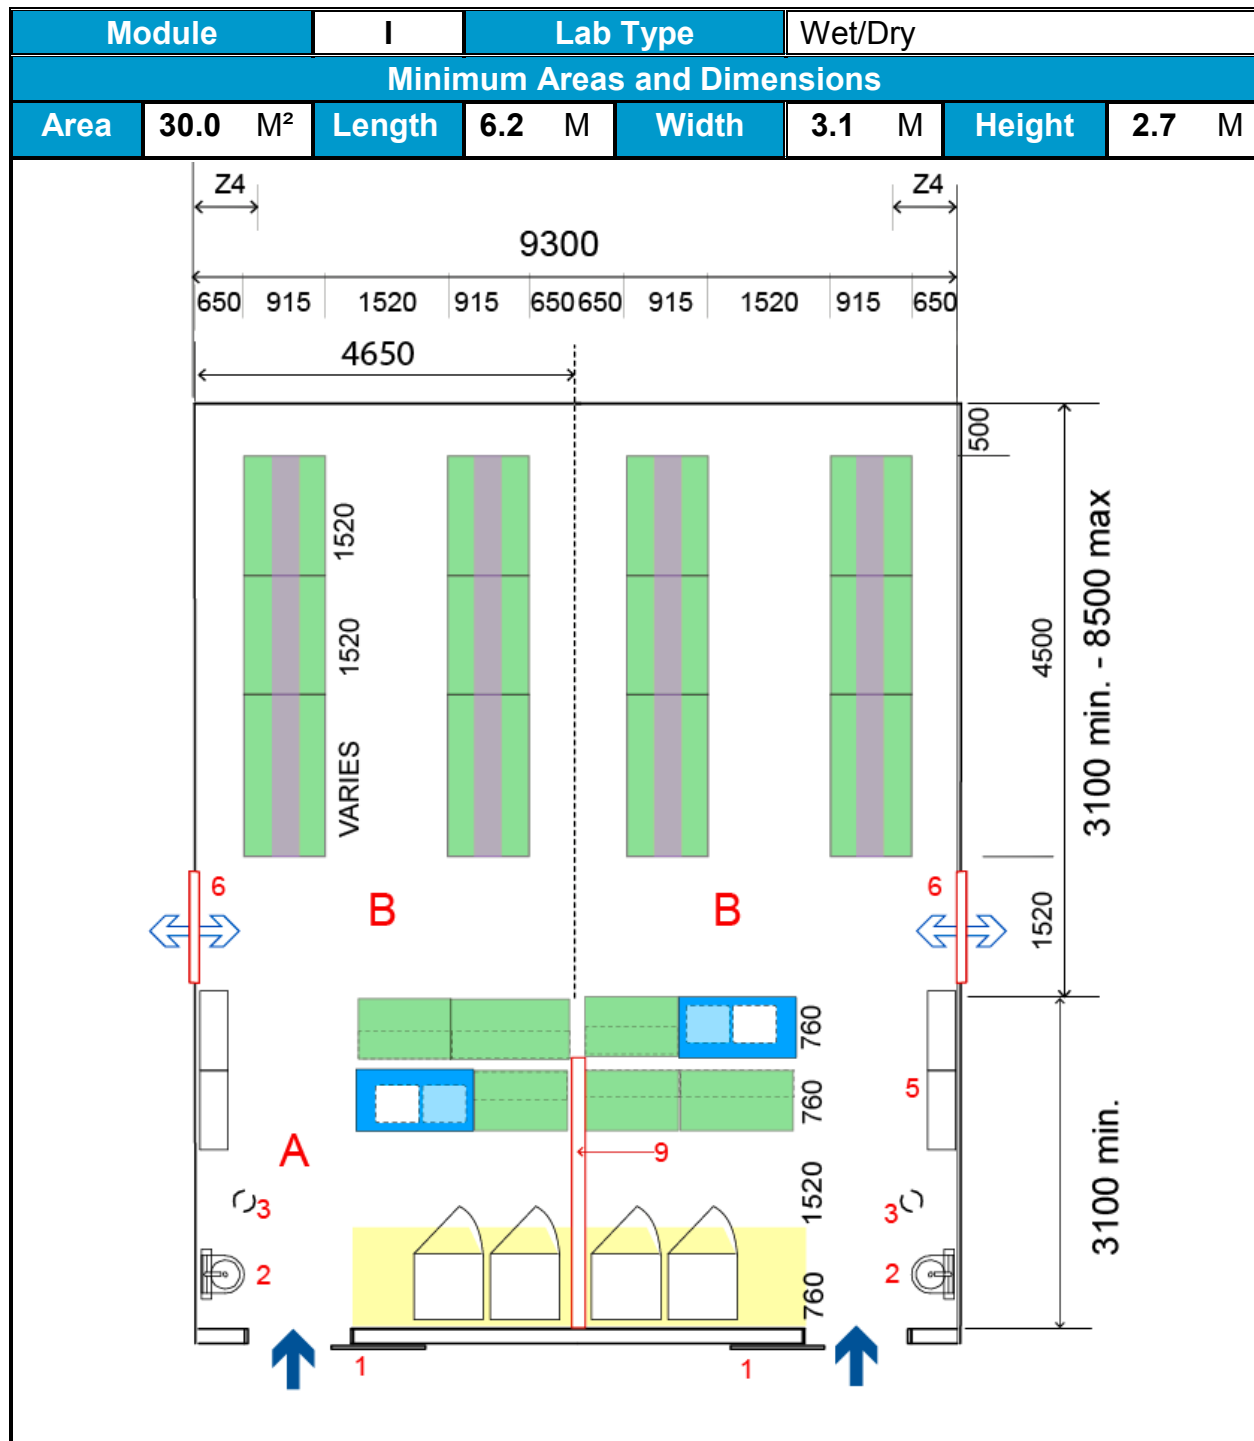 Module I Lab Type Wet/Dry
Minimum Areas and Dimensions
Area 30.0 M² Length 6.2 M Width 3.1 M Height 2.7 M
Z4 Z4
9300
650 915 1520 915 650 650 915 1520 915 650
4650
500
1520
1520
VARIES
4500
3100 min. - 8500 max
6 6
B B
1520
760
760
5
A
9
3 3
1520
3100 min.
2 2
760
1 1